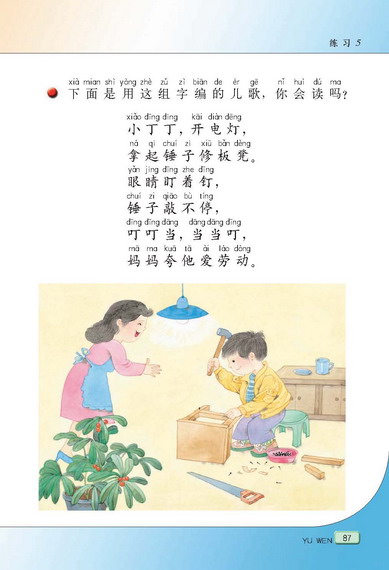 练习5
xià mian shì yòng zhè zǔ zì biān de ér gē nǐ huì dú ma
下面是用这组字编的儿歌，你会读吗？
xiǎo dīng dīng kāi diàn dēng
小丁丁，开电灯，
ná qǐ chuí zi xiū bǎn dèng
拿起锤子修板凳。
yǎn jing dīng zhe dīng
眼睛盯着钉，
chuí zi qiāo bù tíng
锤子敲不停，
dīng dīng dāng dāng dāng dīng
叮叮当，当当叮，
mā ma kuā tā ài láo dòng
妈妈夸他爱劳动。
YU WEN 87